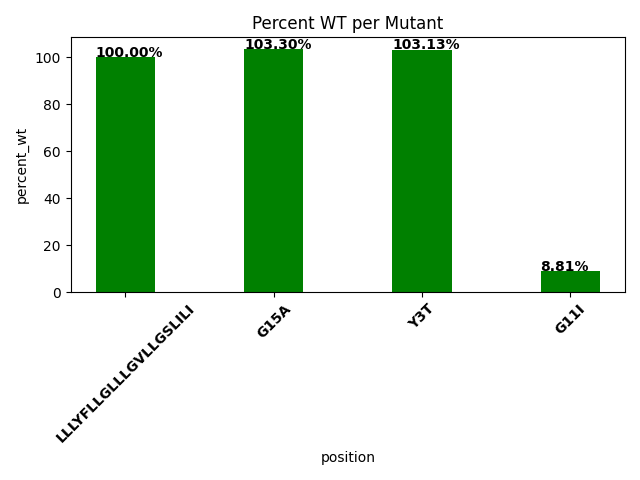 Percent WT per Mutant
percent_wt
100
80
60
40
20
0
100.00%
103.30%
103.13%
8.81%
LLLYFLLGLLLGVLLGSLILI
G15A
Y3T
G11I
position